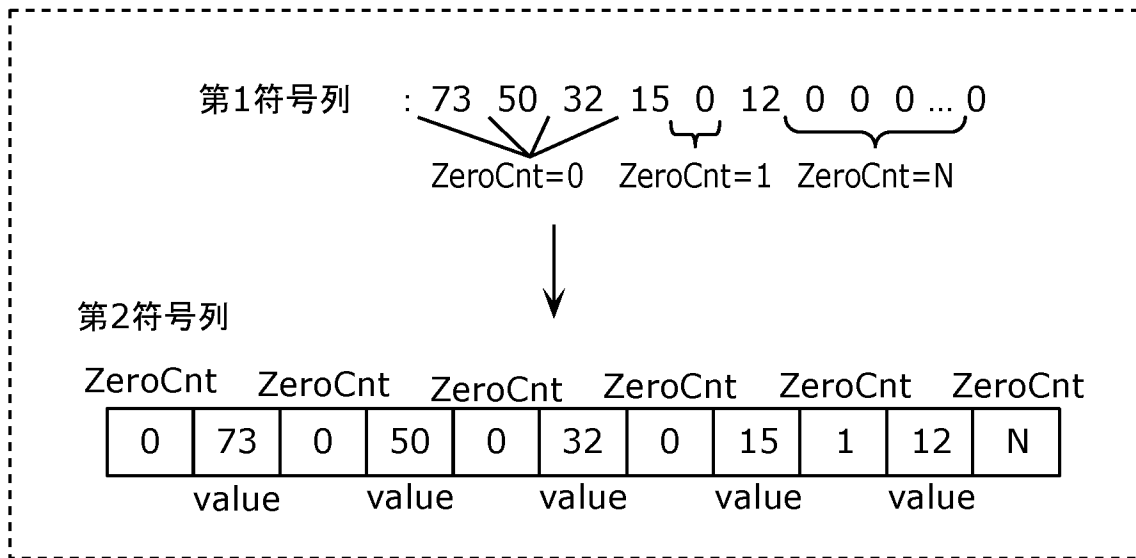 第1符号列 : 73 50 32 15 0 12 0 0 0 … 0
ZeroCnt=0 ZeroCnt=1 ZeroCnt=N
第2符号列
ZeroCnt ZeroCnt ZeroCnt ZeroCnt ZeroCnt ZeroCnt
0 73 0 50 0 32 0 15 1 12 N
value value value value value